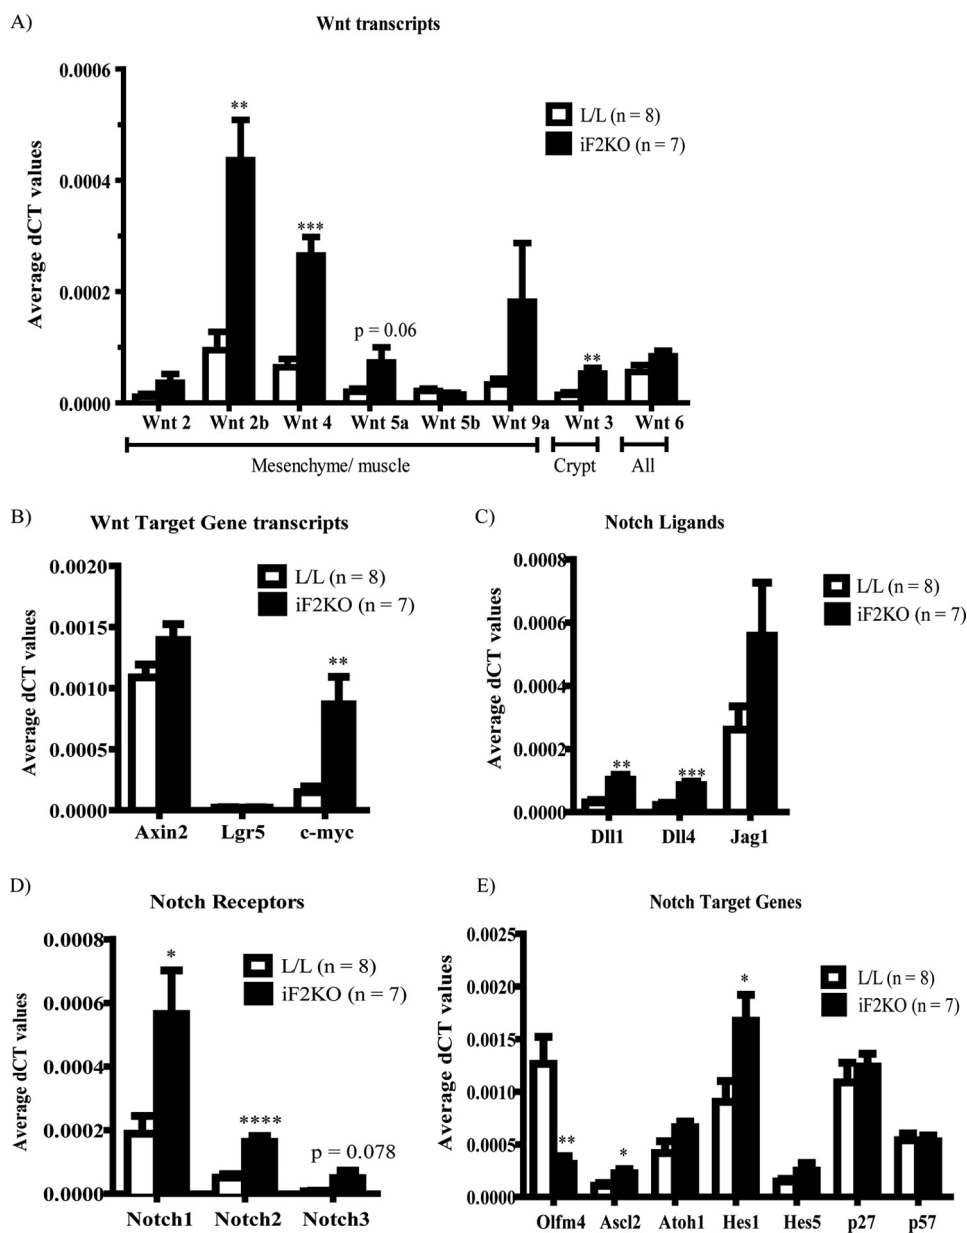 A)
Wnt transcripts
0.0006
0.0004
0.0002
0.0000
Average dCT values
L/L (n = 8)
iF2KO (n = 7)
**
***
p = 0.06
**
Wnt 2 Wnt 2b Wnt 4 Wnt 5a Wnt 5b Wnt 9a Wnt 3 Wnt 6
Mesenchyme/ muscle Crypt All
B)
Wnt Target Gene transcripts
0.0020
0.0015
0.0010
0.0005
0.0000
Average dCT values
L/L (n = 8)
iF2KO (n = 7)
**
Axin2 Lgr5 c-myc
C)
Notch Ligands
0.0008
0.0006
0.0004
0.0002
0.0000
Average dCT values
L/L (n = 8)
iF2KO (n = 7)
** ***
Dll1 Dll4 Jag1
D)
Notch Receptors
0.0008
0.0006
0.0004
0.0002
0.0000
Average dCT values
L/L (n = 8)
iF2KO (n = 7)
*
****
p = 0.078
Notch1 Notch2 Notch3
E)
Notch Target Genes
0.0025
0.0020
0.0015
0.0010
0.0005
0.0000
Average dCT values
L/L (n = 8)
iF2KO (n = 7)
** * *
Olfm4 Ascl2 Atoh1 Hes1 Hes5 p27 p57